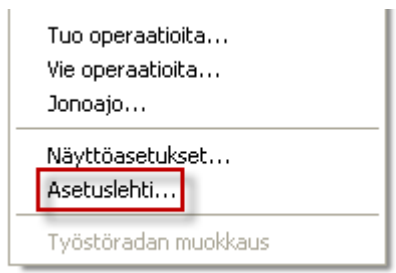 Tuo operaatioita...
Vie operaatioita...
Jonoajo...
Näyttöasetukset...
Asetuslehti...
Työstöradan muokkaus